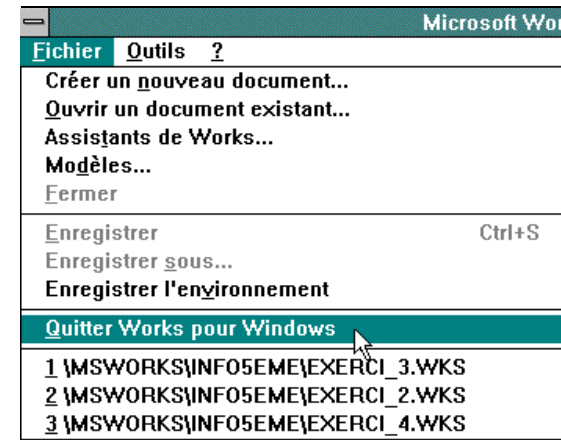 Microsoft Wo
Fichier Outils ?
Créer un nouveau document...
Ouvrir un document existant...
Assistants de Works...
Modèles...
Fermer
Enregistrer Ctrl+S
Enregistrer sous...
Enregistrer l'environnement
Quitter Works pour Windows
1 \MSWORKS\INFO5EME\EXERCI_3.WKS
2 \MSWORKS\INFO5EME\EXERCI_2.WKS
3 \MSWORKS\INFO5EME\EXERCI_4.WKS